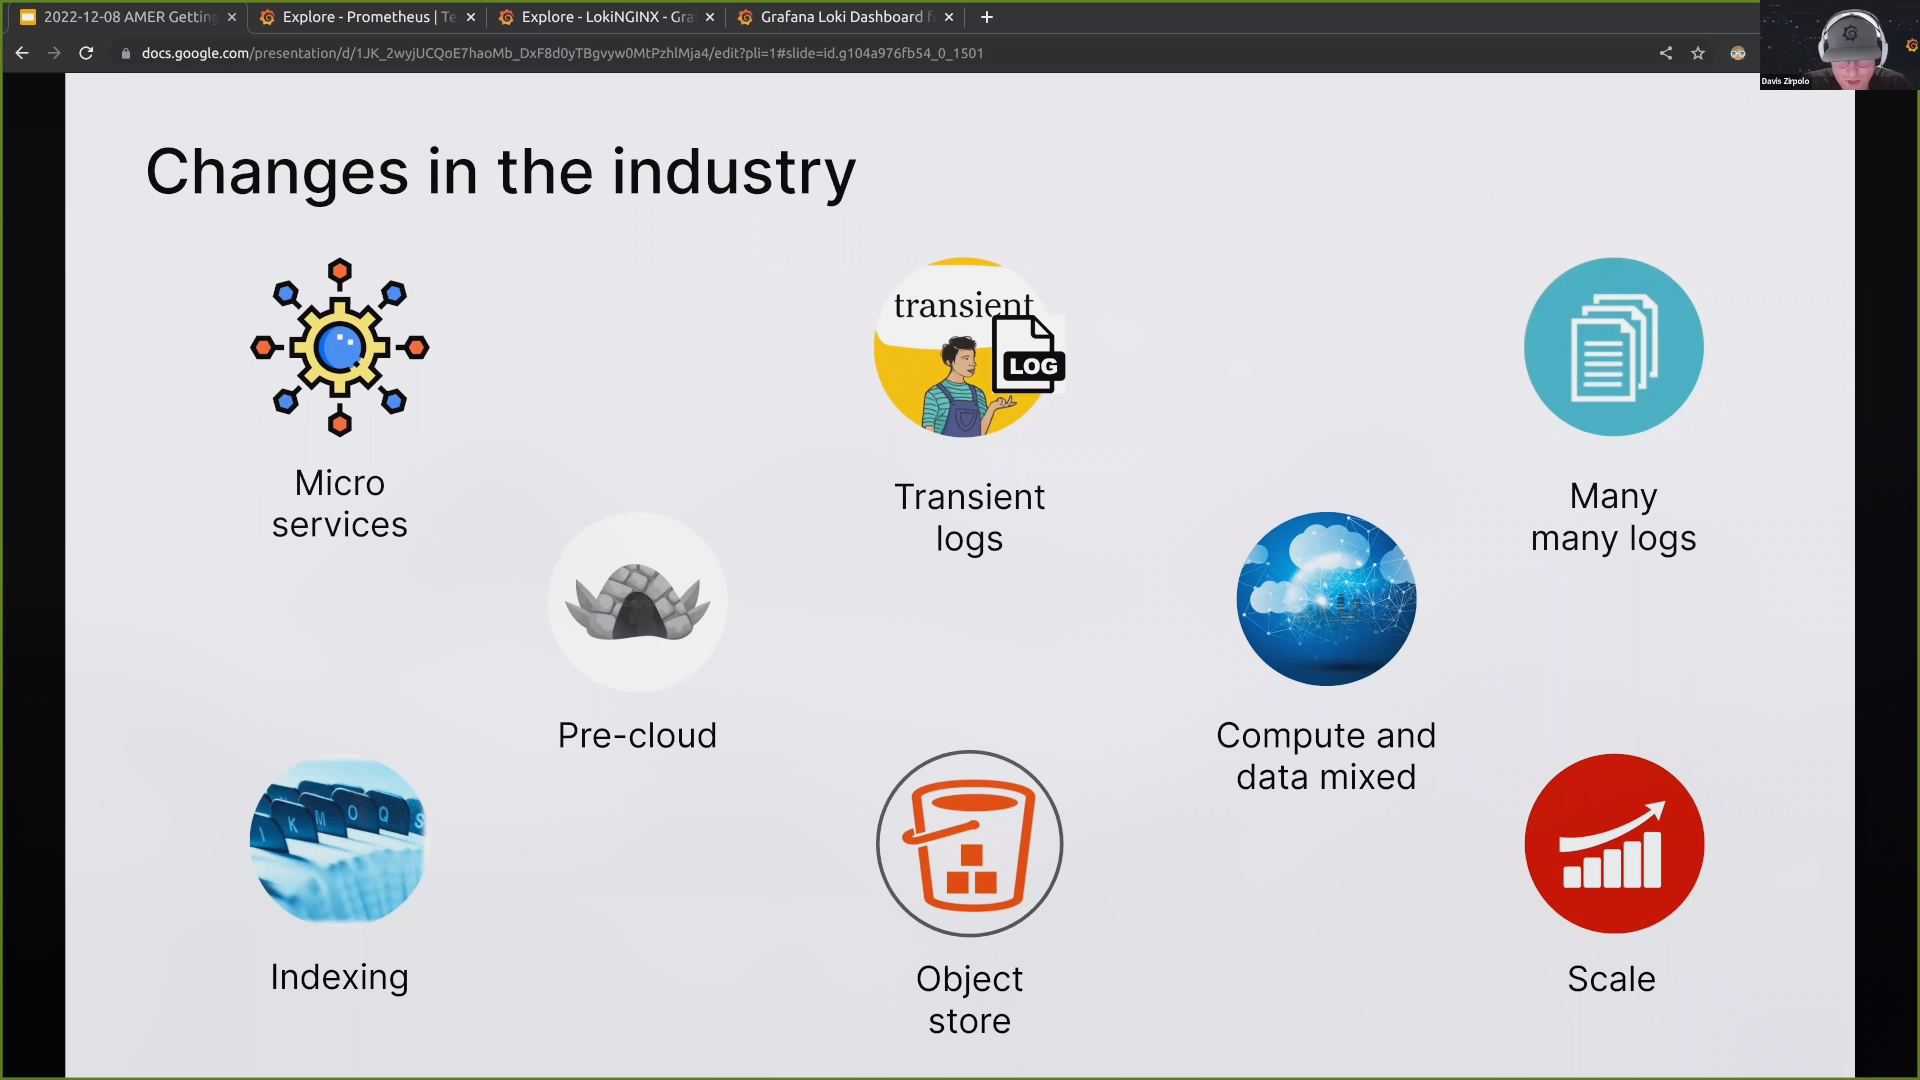 2022-12-08 AMER Getting
Explore - Prometheus | Te
Explore - LokiNGINX - Gra
Grafana Loki Dashboard f
docs.google.com/presentation/d/1JK_2wyjUCQoE7haoMb_DxF8d0yTBgvyw0MtPzhlMja4/edit?pli=1#slide=id.g104a976fb54_0_1501
Davis Zirpolo
Changes in the industry
transient
LOG
Micro
services
Transient
logs
Many
many logs
Pre-cloud
Compute and
data mixed
I K M O Q S
Indexing
Object
store
Scale